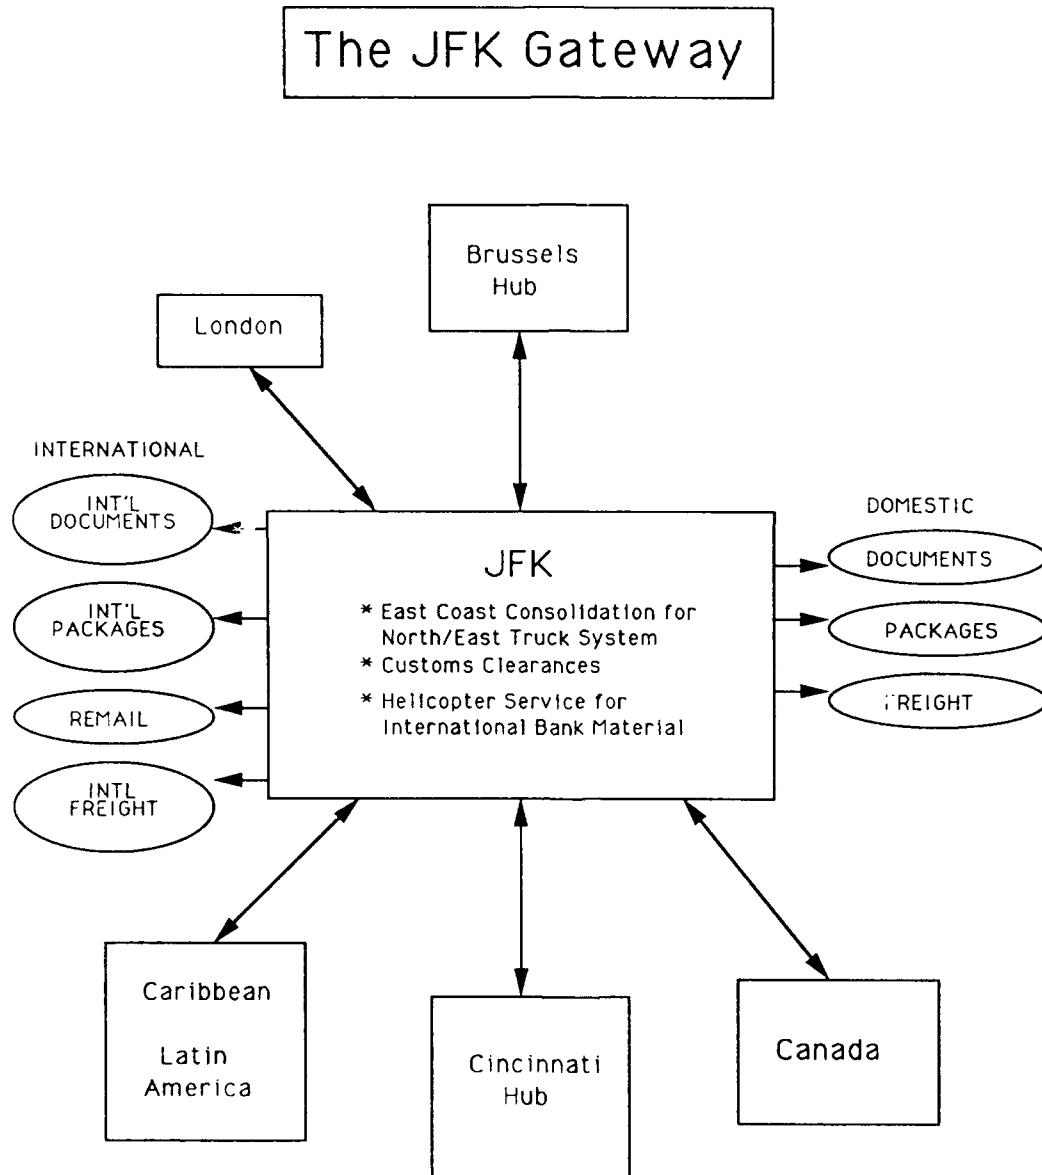 The JFK Gateway
Brussels
Hub
London
INTERNATIONAL
INT'L
DOCUMENTS
INT'L
PACKAGES
REMAIL
INTL
FREIGHT
JFK
* East Coast Consolidation for
North/East Truck System
* Customs Clearances
* Helicopter Service for
International Bank Material
DOMESTIC
DOCUMENTS
PACKAGES
FREIGHT
Caribbean
Latin
America
Cincinnati
Hub
Canada